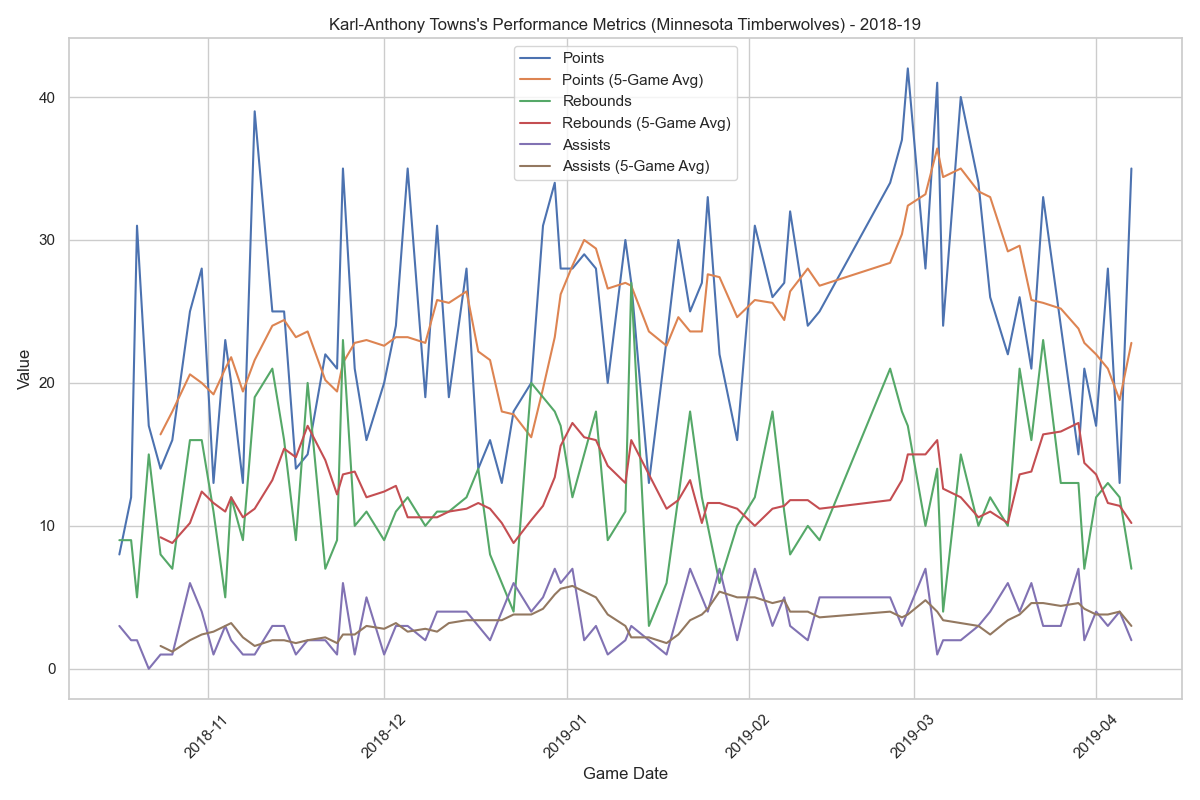 Karl-Anthony Towns's Performance Metrics (Minnesota Timberwolves) - 2018-19
Points
Points (5-Game Avg)
Rebounds
Rebounds (5-Game Avg)
Assists
Assists (5-Game Avg)
Value
40
30
20
10
0
2018-11
2018-12
2019-01
2019-02
2019-03
2019-04
Game Date